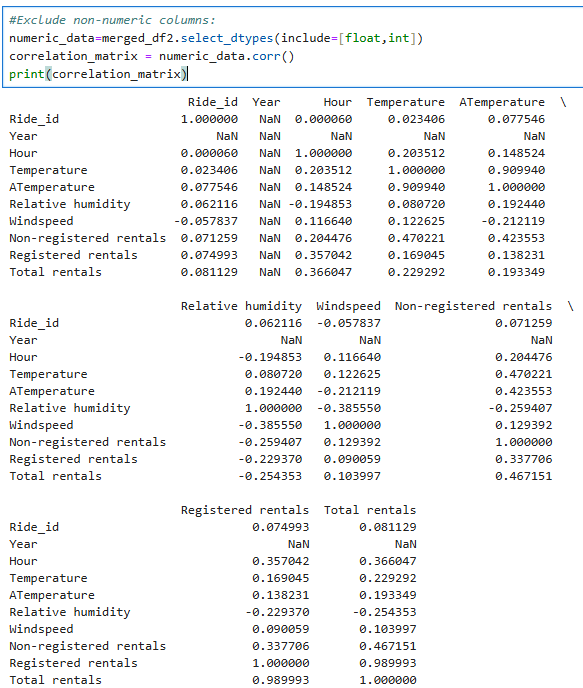 #Exclude non-numeric columns:
numeric_data=merged_df2.select_dtypes(include=[float,int])
correlation_matrix = numeric_data.corr()
print(correlation_matrix)
                        Ride_id  Year      Hour  Temperature  ATemperature  \
Ride_id                1.000000   NaN  0.000060     0.023406      0.077546
Year                        NaN   NaN       NaN          NaN           NaN
Hour                   0.000060   NaN  1.000000     0.203512      0.148524
Temperature            0.023406   NaN  0.203512     1.000000      0.909940
ATemperature           0.077546   NaN  0.148524     0.909940      1.000000
Relative humidity      0.062116   NaN -0.194853     0.080720      0.192440
Windspeed             -0.057837   NaN  0.116640     0.122625     -0.212119
Non-registered rentals 0.071259   NaN  0.204476     0.470221      0.423553
Registered rentals     0.074993   NaN  0.357042     0.169045      0.138231
Total rentals          0.081129   NaN  0.366047     0.229292      0.193349
                       Relative humidity  Windspeed  Non-registered rentals  \
Ride_id                         0.062116  -0.057837                0.071259
Year                                 NaN        NaN                     NaN
Hour                           -0.194853   0.116640                0.204476
Temperature                     0.080720   0.122625                0.470221
ATemperature                    0.192440  -0.212119                0.423553
Relative humidity               1.000000  -0.385550               -0.259407
Windspeed                      -0.385550   1.000000                0.129392
Non-registered rentals         -0.259407   0.129392                1.000000
Registered rentals             -0.229370   0.090059                0.337706
Total rentals                  -0.254353   0.103997                0.467151
                       Registered rentals  Total rentals
Ride_id                          0.074993       0.081129
Year                                  NaN            NaN
Hour                             0.357042       0.366047
Temperature                      0.169045       0.229292
ATemperature                     0.138231       0.193349
Relative humidity               -0.229370      -0.254353
Windspeed                        0.090059       0.103997
Non-registered rentals           0.337706       0.467151
Registered rentals               1.000000       0.989993
Total rentals                    0.989993       1.000000